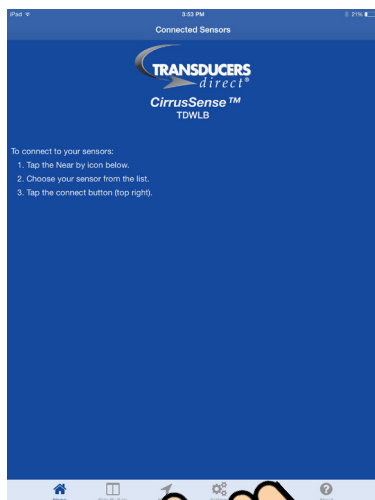 iPad
3:53 PM
21%
Connected Sensors
TRANSDUCERS
direct®
CirrusSense™
TDWLB
To connect to your sensors:
1. Tap the Near by icon below.
2. Choose your sensor from the list.
3. Tap the connect button (top right).
Home